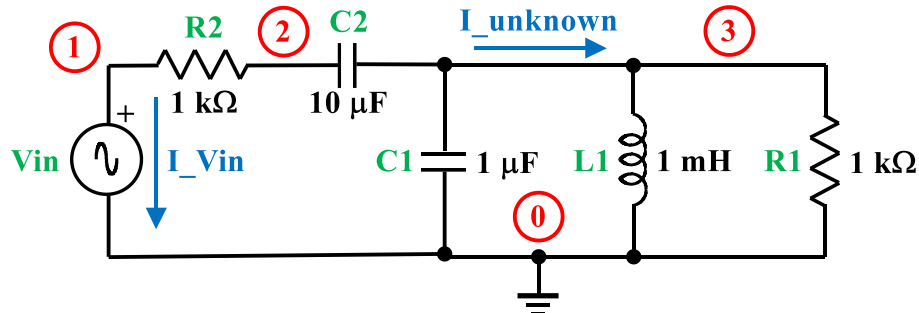 1
R2
2
C2
I_unknown
3
1 kΩ
10 μF
+
Vin
I_Vin
C1
1 μF
L1
1 mH
R1
1 kΩ
0